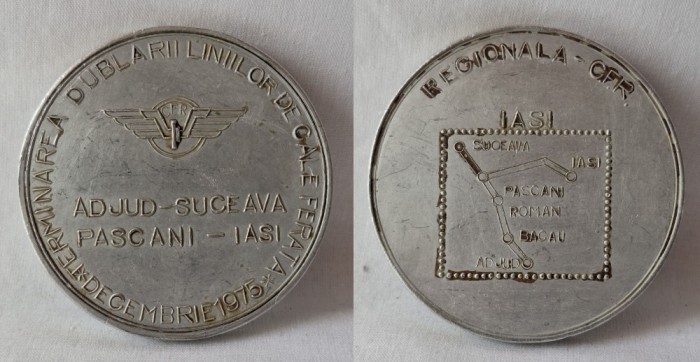 TERMINAREA DUBLARII LINIILOR DE CALE FERATA
CFR
ADJUD-SUCEAVA
PASCANI - IASI
*DECEMBRIE 1975*
REGIONALA - CFR.
IASI
SUCEAVA
IASI
PASCANI
ROMAN
BACAU
ADJUD